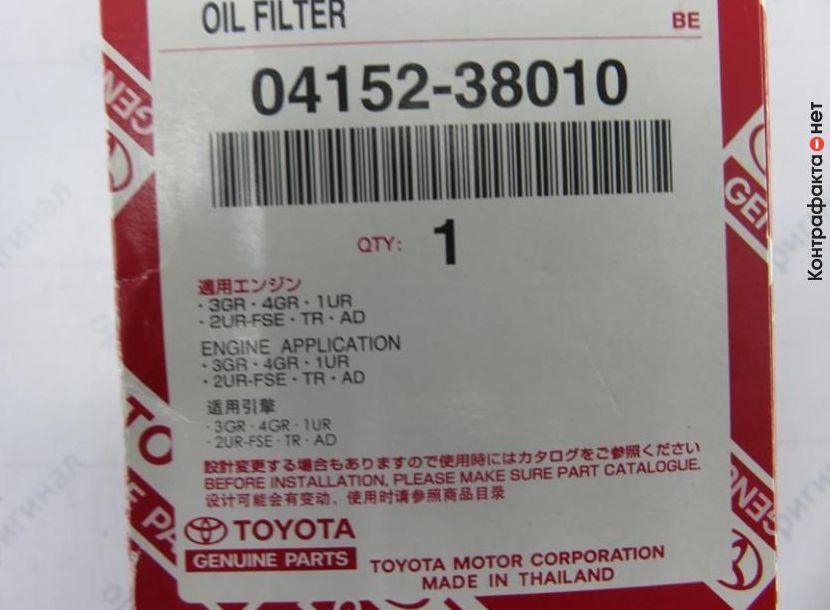 OIL FILTER
BE
04152-38010
QTY: 1
適用エンジン
・3GR・4GR・1UR
・2UR-FSE・TR・AD
ENGINE APPLICATION
・3GR・4GR・1UR
・2UR-FSE・TR・AD
适用引擎
·3GR·4GR·1UR
·2UR-FSE·TR·AD
設計変更する場合もありますので使用時にはカタログをご参照ください
BEFORE INSTALLATION, PLEASE MAKE SURE PART CATALOGUE.
设计可能会有变动，使用时请参照商品目录
TOYOTA
GENUINE PARTS
TOYOTA MOTOR CORPORATION
MADE IN THAILAND
GEN
GEI
TO
E PA
GEN
Контрафакта нет